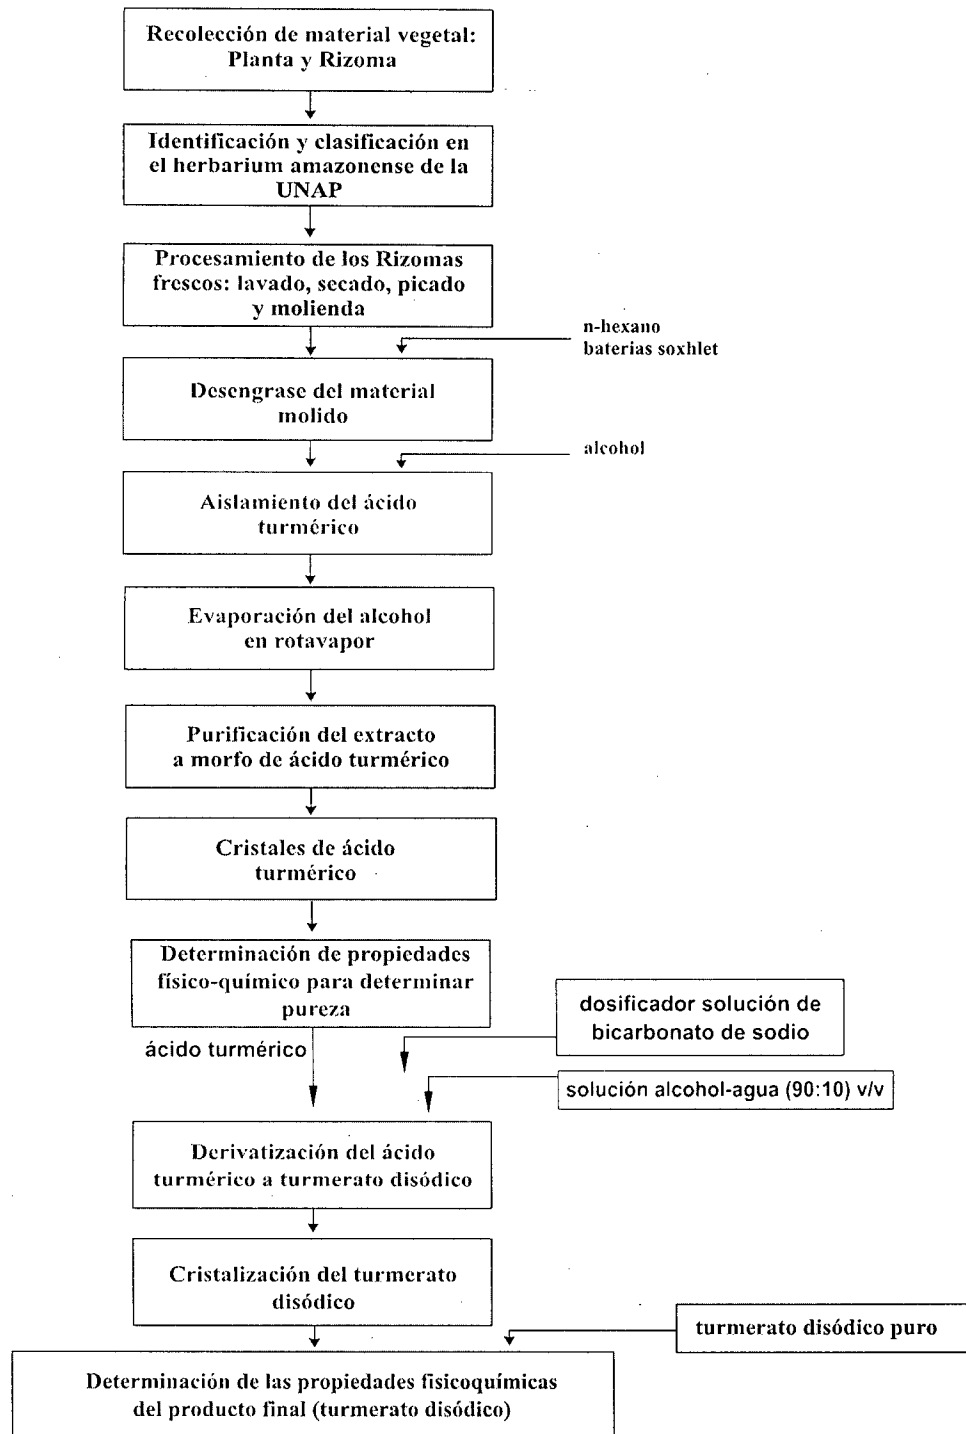 Recolección de material vegetal:
Planta y Rizoma
Identificación y clasificación en
el herbarium amazonense de la
UNAP
Procesamiento de los Rizomas
frescos: lavado, secado, picado
y molienda
n-hexano
baterias soxhlet
Desengrase del material
molido
alcohol
Aislamiento del ácido
turmérico
Evaporación del alcohol
en rotavapor
Purificación del extracto
a morfo de ácido turmérico
Cristales de ácido
turmérico
Determinación de propiedades
físico-químico para determinar
pureza
dosificador solución de
bicarbonato de sodio
ácido turmérico
solución alcohol-agua (90:10) v/v
Derivatización del ácido
turmérico a turmerato disódico
Cristalización del turmerato
disódico
turmerato disódico puro
Determinación de las propiedades fisicoquímicas
del producto final (turmerato disódico)